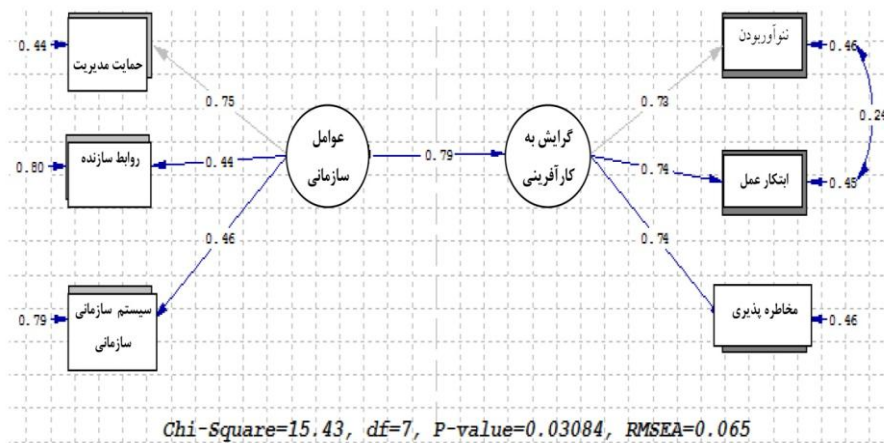 0.44
حمایت مدیریت
0.75
روابط سازنده
0.80
0.44
سیستم سازمانی
سازمانی
0.79
0.46
عوامل
سازمانی
0.79
گرایش به
کارآفرینی
0.73
نئوآوربودن
0.46
0.24
0.74
ابتکار عمل
0.45
0.74
مخاطره پذیری
0.46
Chi-Square=15.43, df=7, P-value=0.03084, RMSEA=0.065